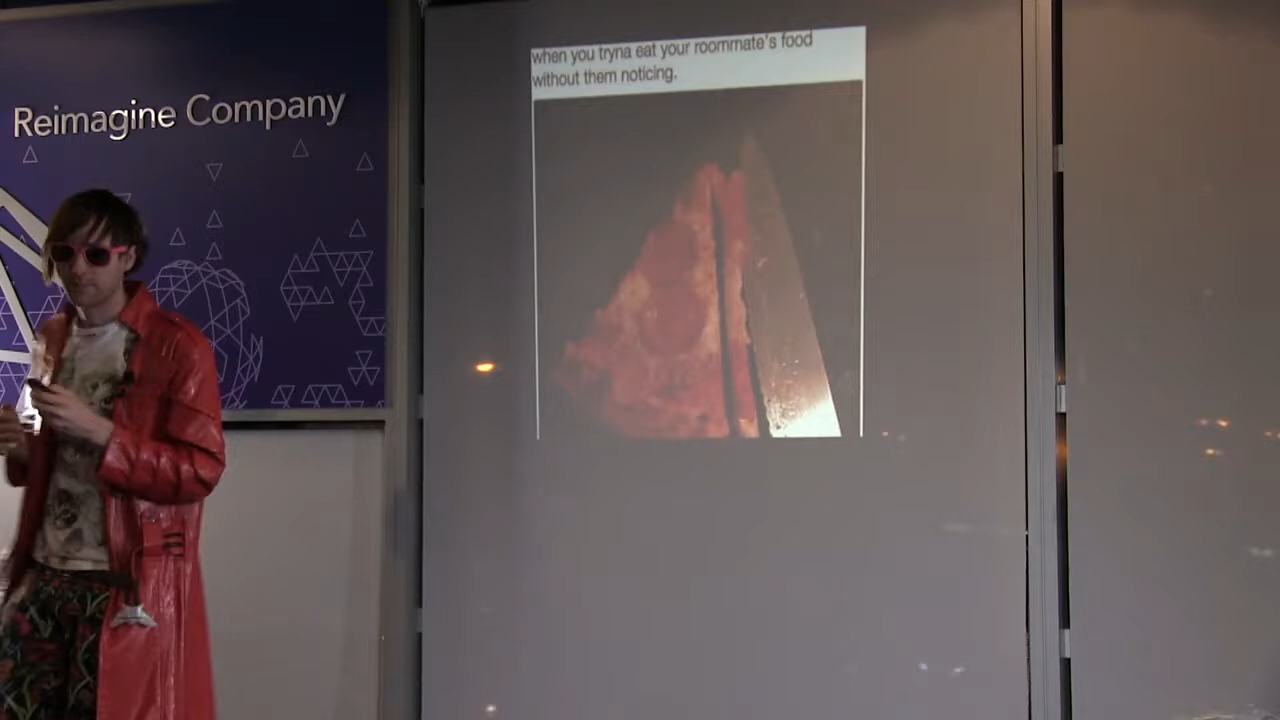 Reimagine Company
when you tryna eat your roommate's food
without them noticing.